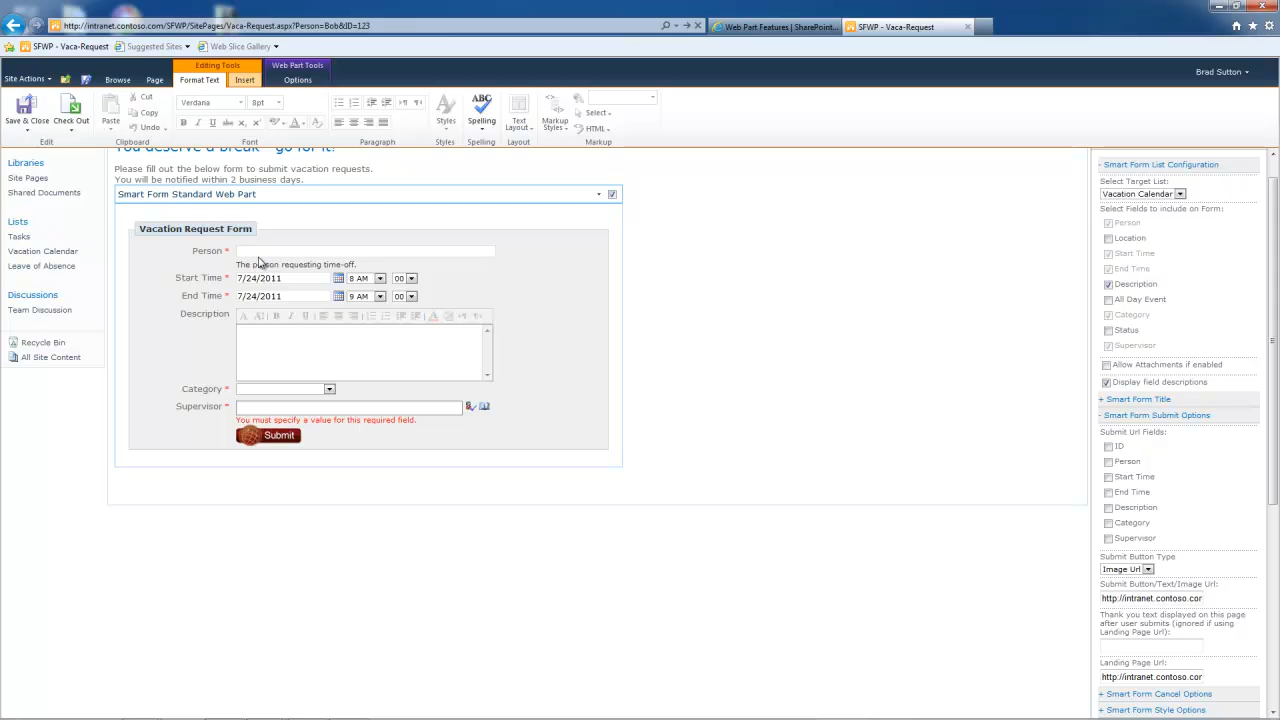 http://intranet.contoso.com/SFWP/SitePages/Vaca-Request.aspx?Person=Bob&ID=123
Web Part Features | SharePoint...
SFWP - Vaca-Request
SFWP - Vaca-Request
Suggested Sites
Web Slice Gallery
Editing Tools
Web Part Tools
Site Actions
Browse
Page
Format Text
Insert
Options
Brad Sutton
Save & Close
Check Out
Paste
Cut
Copy
Undo
Verdana
8pt
Styles
ABC
Spelling
Text Layout
Markup Styles
Select
HTML
Edit
Clipboard
Font
Paragraph
Styles
Spelling
Layout
Markup
Libraries
Site Pages
Shared Documents
Lists
Tasks
Vacation Calendar
Leave of Absence
Discussions
Team Discussion
Recycle Bin
All Site Content
You deserve a break - go for it!
Please fill out the below form to submit vacation requests.
You will be notified within 2 business days.
Smart Form Standard Web Part
Vacation Request Form
Person *
The person requesting time-off.
Start Time * 7/24/2011 8 AM 00
End Time * 7/24/2011 9 AM 00
Description
Category *
Supervisor *
You must specify a value for this required field.
Submit
- Smart Form List Configuration
Select Target List:
Vacation Calendar
Select Fields to include on Form:
Person
Location
Start Time
End Time
Description
All Day Event
Category
Status
Supervisor
Allow Attachments if enabled
Display field descriptions
+ Smart Form Title
- Smart Form Submit Options
Submit Url Fields:
ID
Person
Start Time
End Time
Description
Category
Supervisor
Submit Button Type
Image Url
Submit Button/Text/Image Url:
http://intranet.contoso.cor
Thank you text displayed on this page
after user submits (ignored if using
Landing Page Url):
Landing Page Url:
http://intranet.contoso.cor
+ Smart Form Cancel Options
+ Smart Form Style Options